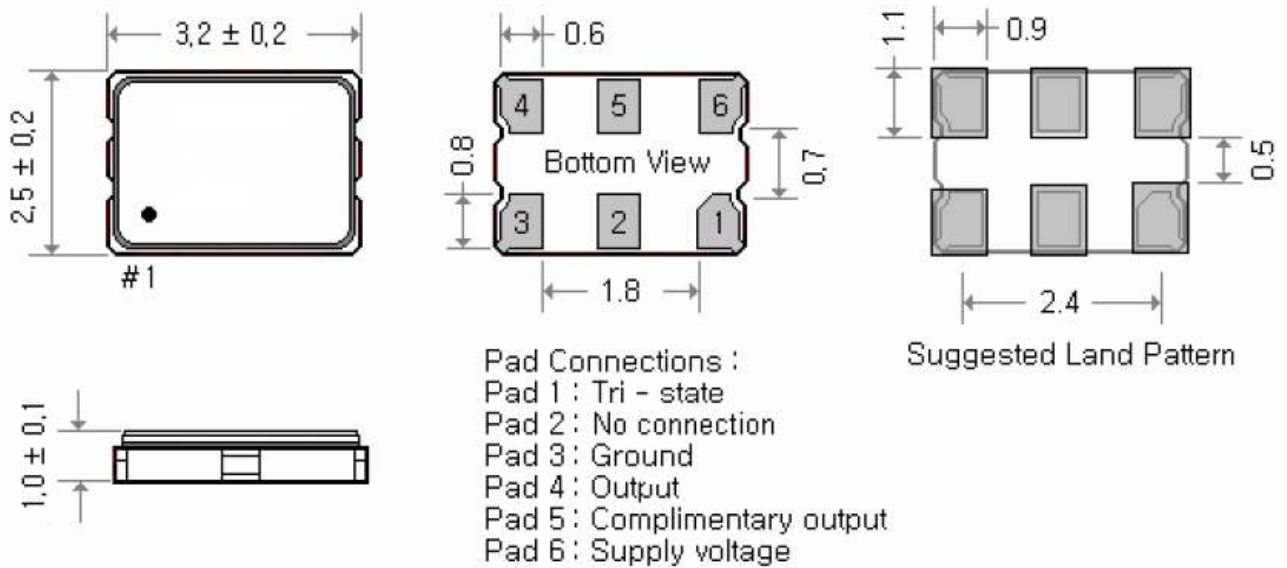 3,2 ± 0,2
2,5 ± 0,2
#1
1,0 ± 0,1
0.6
4 5 6
0.8
Bottom View
0,7
3 2 1
1.8
Pad Connections :
Pad 1 : Tri - state
Pad 2 : No connection
Pad 3 : Ground
Pad 4 : Output
Pad 5 : Complimentary output
Pad 6 : Supply voltage
1.1
0.9
0.5
2.4
Suggested Land Pattern